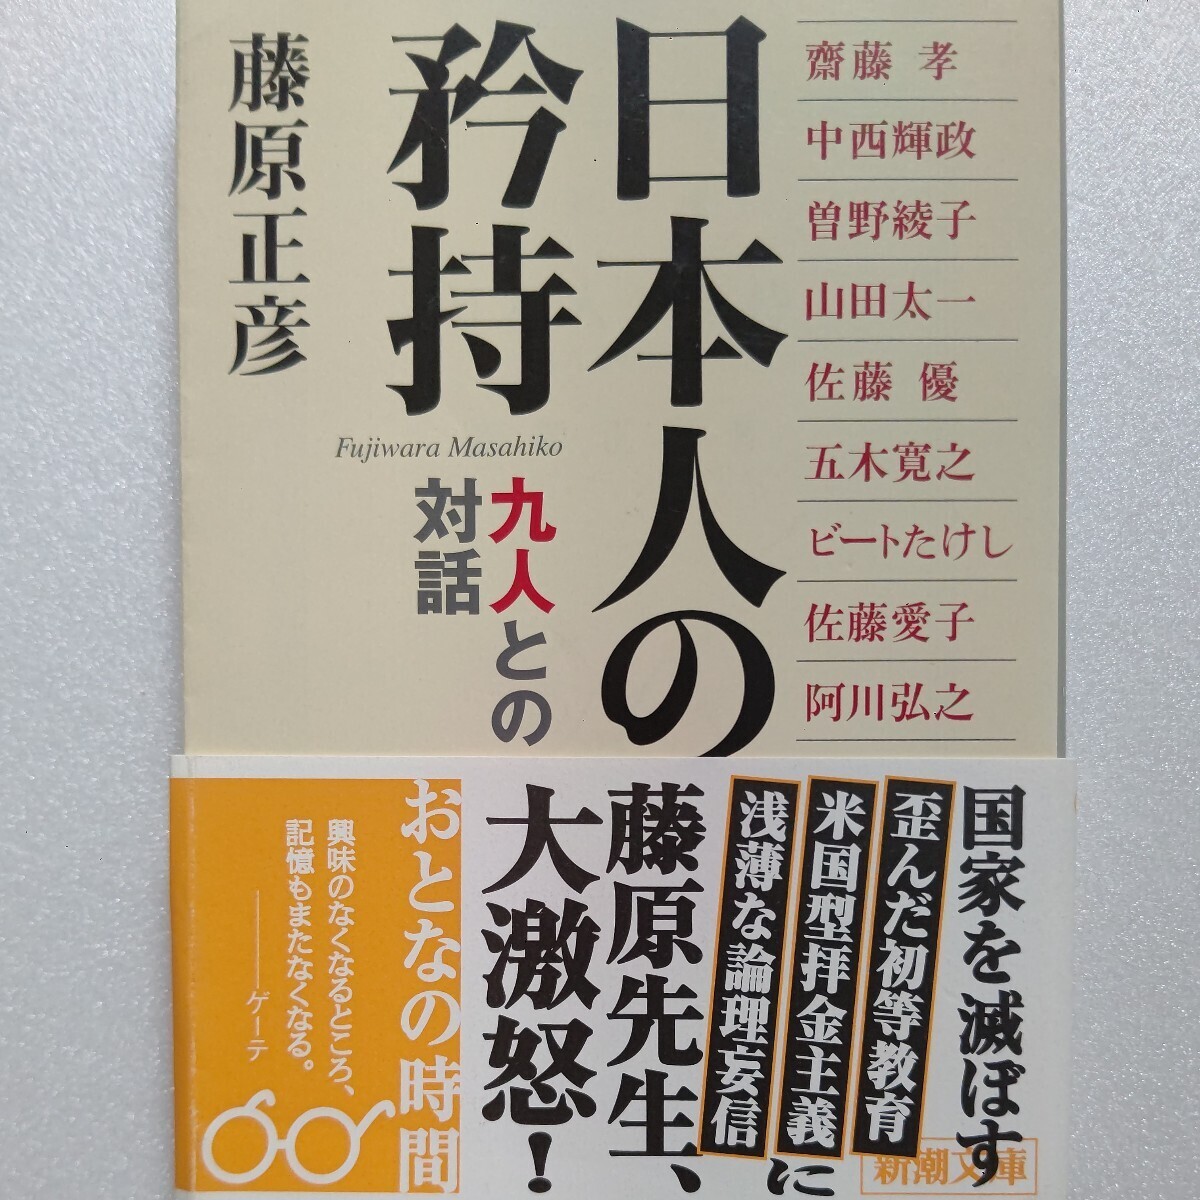 齋藤 孝
中西輝政
曽野綾子
山田太一
佐藤 優
五木寛之
ビートたけし
佐藤愛子
阿川弘之
日本人の
矜持
九人との
対話
藤原正彦
Fujiwara Masahiko
国家を滅ぼす
歪んだ初等教育
米国型拝金主義
浅薄な論理妄信
に
藤原先生、
大激怒!
おとなの時間
興味のなくなるところ、
記憶もまたなくなる。
──ゲーテ
新潮文庫